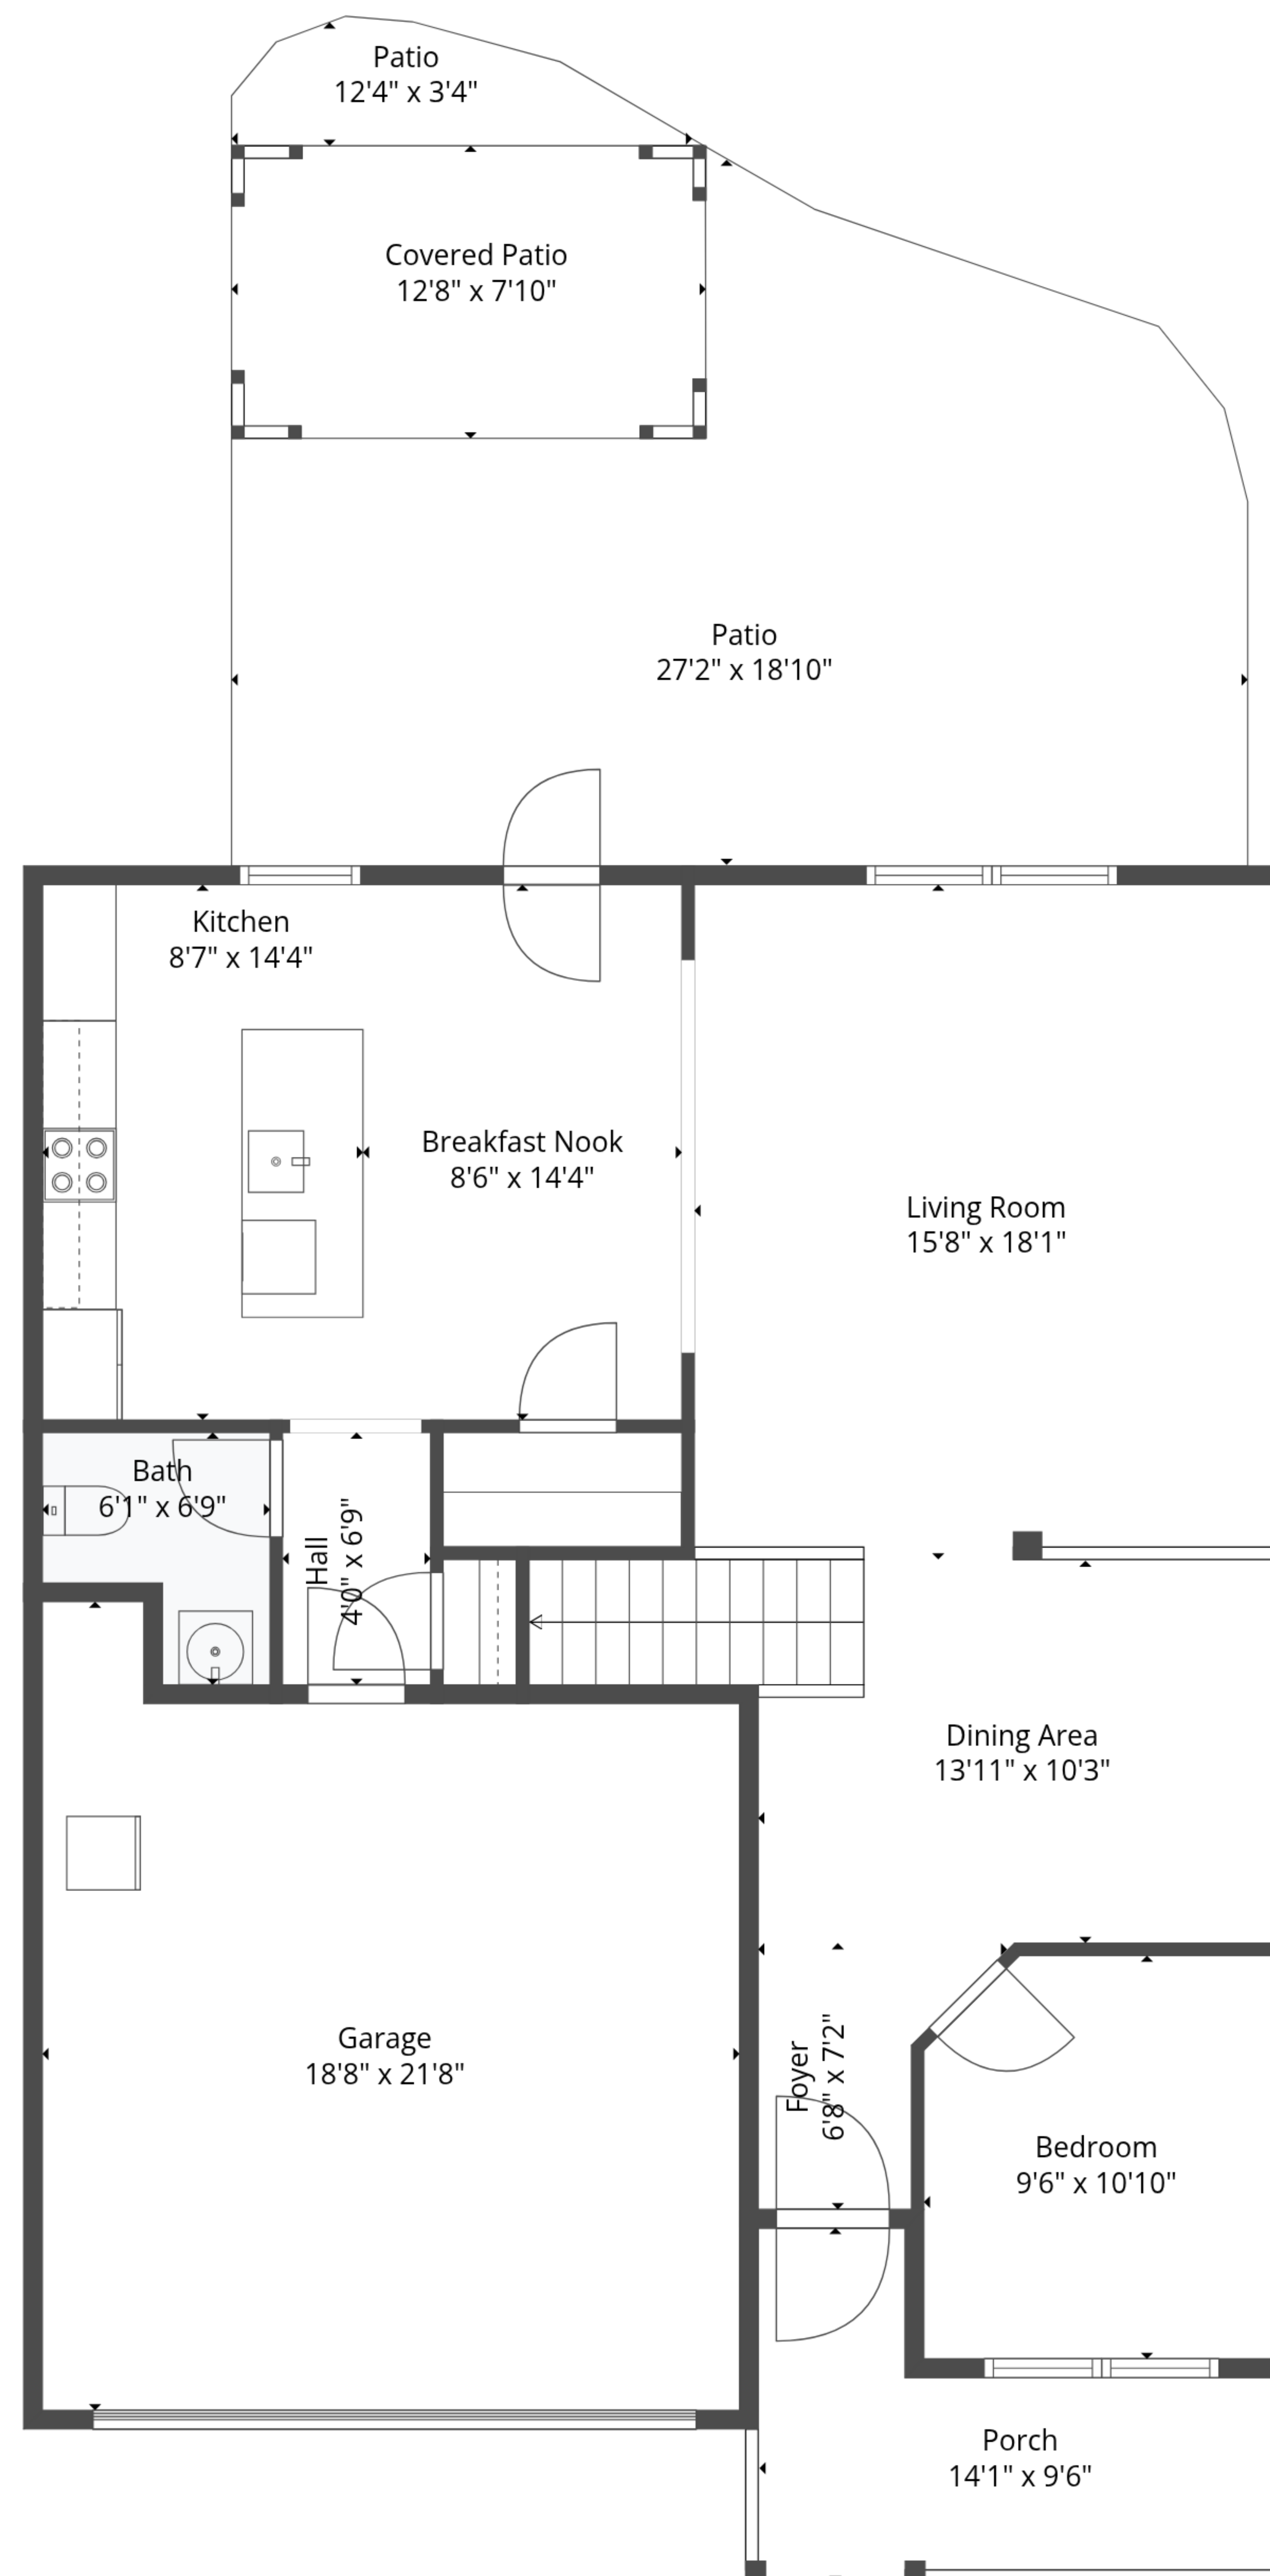 Patio
12'4" x 3'4"
Covered Patio
12'8" x 7'10"
Patio
27'2" x 18'10"
Kitchen
8'7" x 14'4"
Breakfast Nook
8'6" x 14'4"
Living Room
15'8" x 18'1"
Bath
6'1" x 6'9"
Hall
4'0" x 6'9"
Dining Area
13'11" x 10'3"
Garage
18'8" x 21'8"
Foyer
6'8" x 7'2"
Bedroom
9'6" x 10'10"
Porch
14'1" x 9'6"